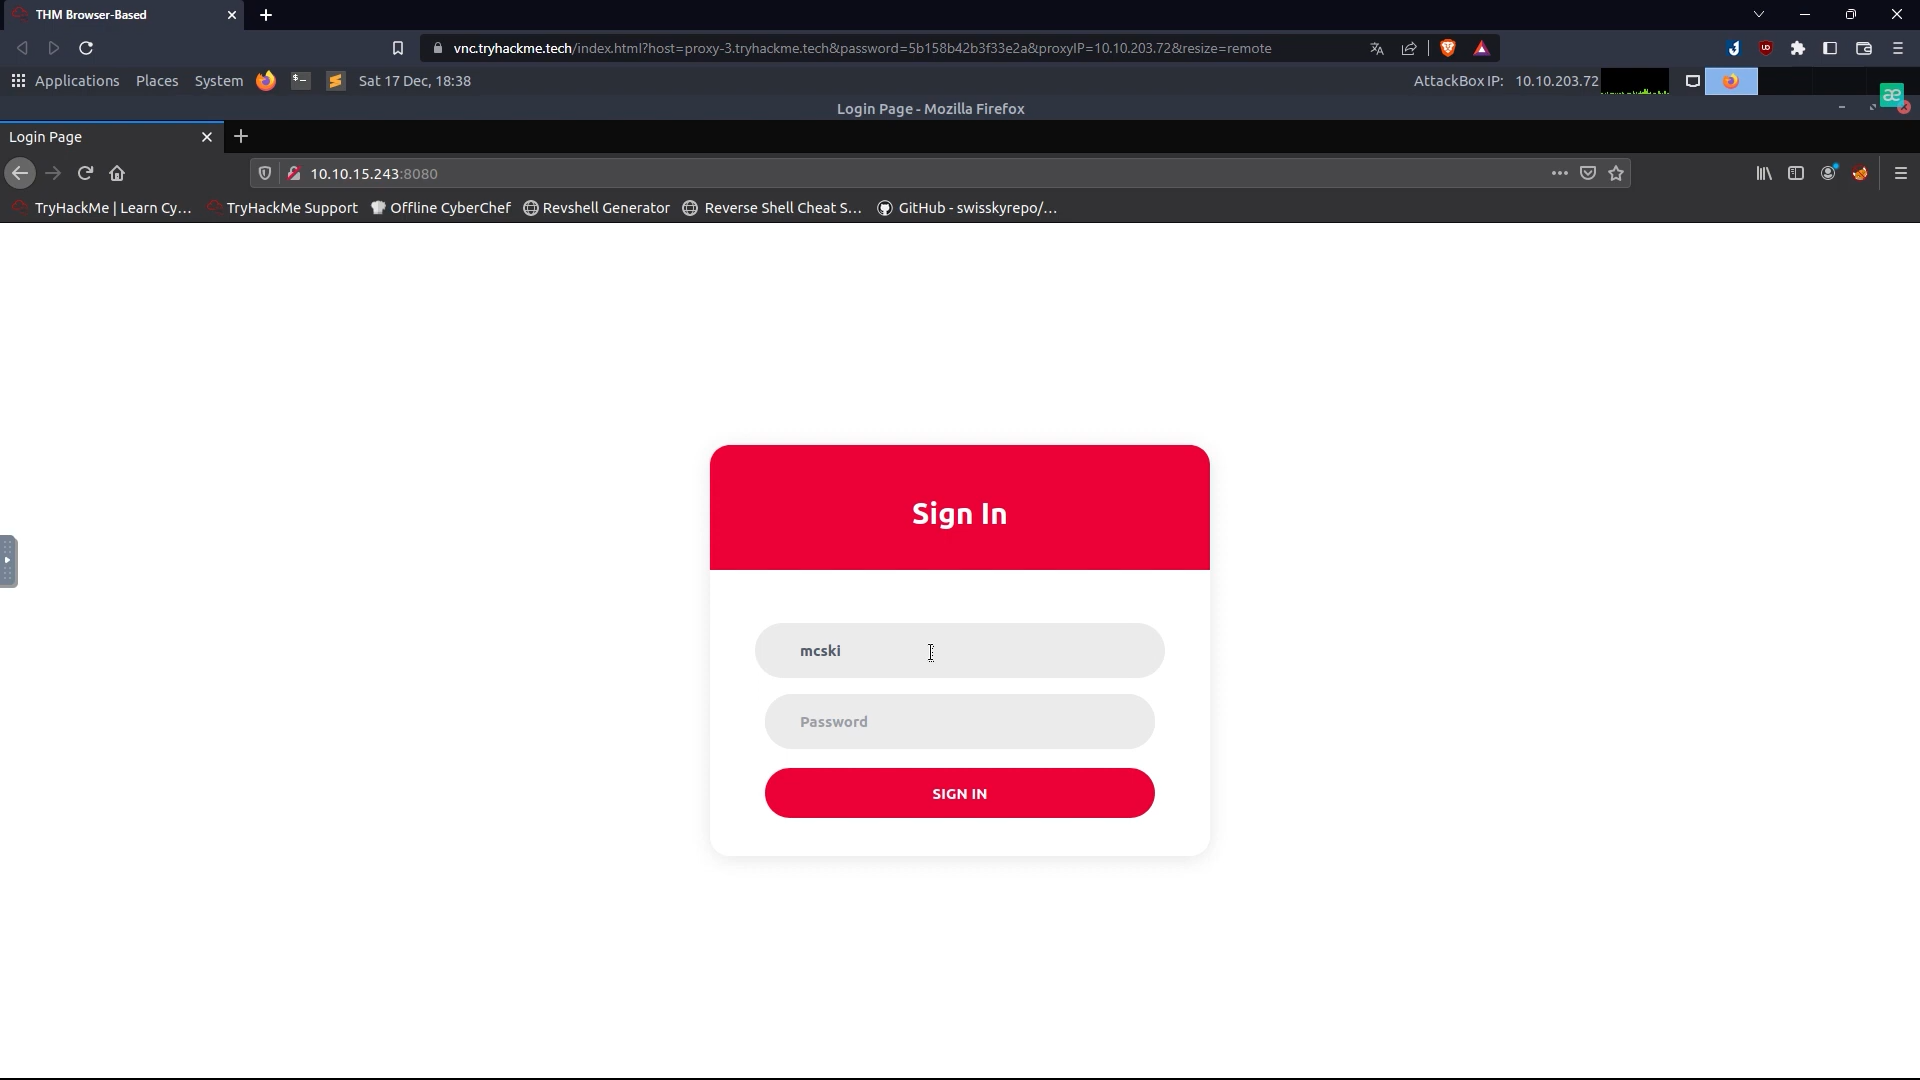 THM Browser-Based
vnc.tryhackme.tech/index.html?host=proxy-3.tryhackme.tech&password=5b158b42b3f33e2a&proxyIP=10.10.203.72&resize=remote
Applications Places System Sat 17 Dec, 18:38 AttackBox IP: 10.10.203.72
Login Page - Mozilla Firefox
Login Page
10.10.15.243:8080
TryHackMe | Learn Cy... TryHackMe Support Offline CyberChef Revshell Generator Reverse Shell Cheat S... GitHub - swisskyrepo/...
Sign In
mcski
Password
SIGN IN